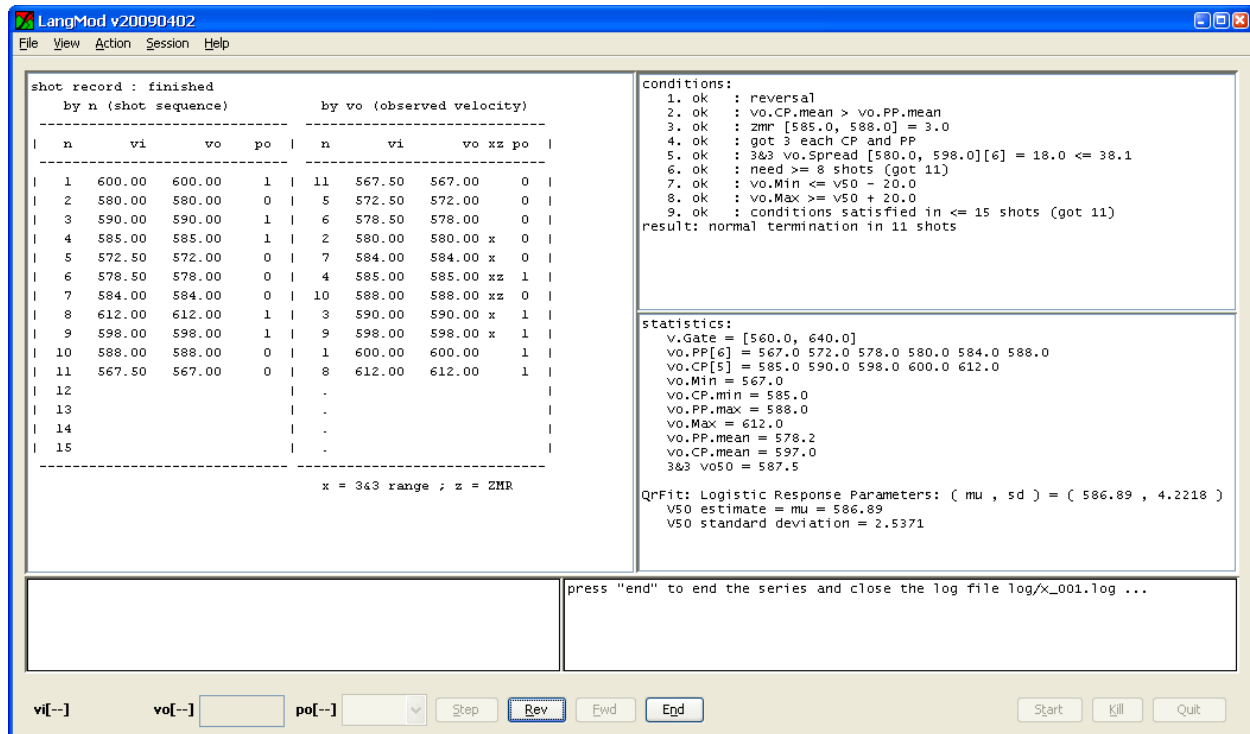 LangMod v20090402
File View Action Session Help
shot record : finished
by n (shot sequence) by vo (observed velocity)
------------------------------- ------------------------------
| n vi vo po | n vi vo xz po |
------------------------------- ------------------------------
| 1 600.00 600.00 1 | 11 567.50 567.00 0 |
| 2 580.00 580.00 0 | 5 572.50 572.00 0 |
| 3 590.00 590.00 1 | 6 578.50 578.00 0 |
| 4 585.00 585.00 1 | 2 580.00 580.00 x 0 |
| 5 572.50 572.00 0 | 7 584.00 584.00 x 0 |
| 6 578.50 578.00 0 | 4 585.00 585.00 xz 1 |
| 7 584.00 584.00 0 | 10 588.00 588.00 xz 0 |
| 8 612.00 612.00 1 | 3 590.00 590.00 x 1 |
| 9 598.00 598.00 1 | 9 598.00 598.00 x 1 |
| 10 588.00 588.00 0 | 1 600.00 600.00 1 |
| 11 567.50 567.00 0 | 8 612.00 612.00 1 |
| 12 | . |
| 13 | . |
| 14 | . |
| 15 | . |
------------------------------- -------------------------------
x = 3&3 range ; z = ZMR
conditions:
1. ok : reversal
2. ok : vo.CP.mean > vo.PP.mean
3. ok : zmr [585.0, 588.0] = 3.0
4. ok : got 3 each CP and PP
5. ok : 3&3 vo.Spread [580.0, 598.0][6] = 18.0 <= 38.1
6. ok : need >= 8 shots (got 11)
7. ok : vo.Min <= v50 - 20.0
8. ok : vo.Max >= v50 + 20.0
9. ok : conditions satisfied in <= 15 shots (got 11)
result: normal termination in 11 shots
statistics:
v.Gate = [560.0, 640.0]
vo.PP[6] = 567.0 572.0 578.0 580.0 584.0 588.0
vo.CP[5] = 585.0 590.0 598.0 600.0 612.0
vo.Min = 567.0
vo.CP.min = 585.0
vo.PP.max = 588.0
vo.Max = 612.0
vo.PP.mean = 578.2
vo.CP.mean = 597.0
3&3 vo50 = 587.5
QrFit: Logistic Response Parameters: ( mu , sd ) = ( 586.89 , 4.2218 )
V50 estimate = mu = 586.89
V50 standard deviation = 2.5371
press "end" to end the series and close the log file log/x_001.log ...
vi[--] vo[--] po[--] Step Rev Fwd End Start Kill Quit